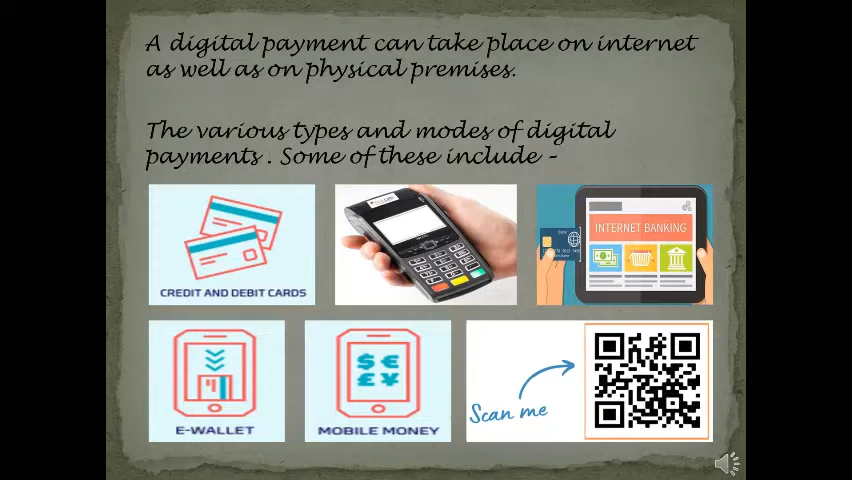 A digital payment can take place on internet
as well as on physical premises.
The various types and modes of digital
payments . Some of these include –
CREDIT AND DEBIT CARDS
INTERNET BANKING
E-WALLET
MOBILE MONEY
$ €
£ ¥
Scan me